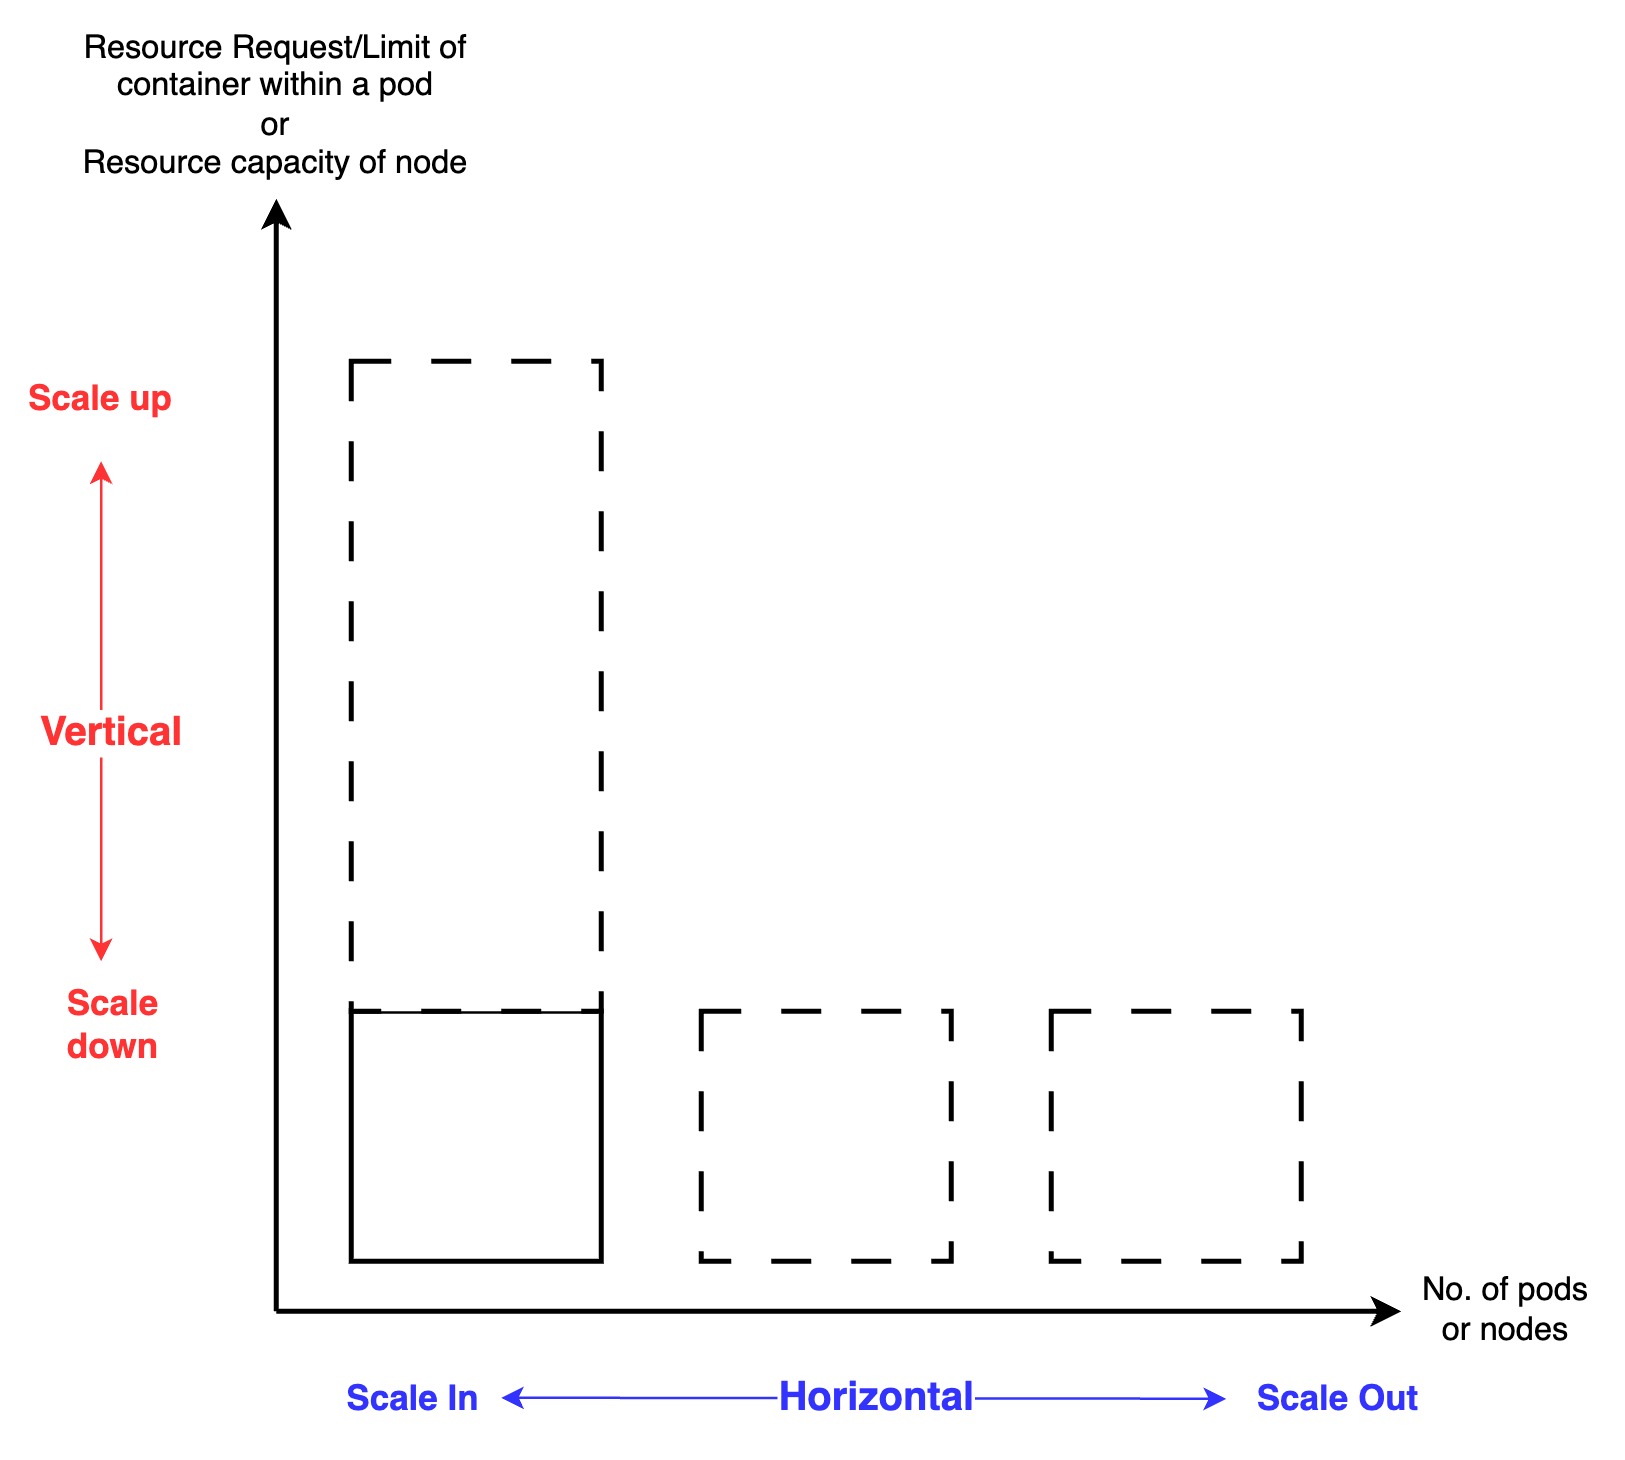 Resource Request/Limit of
container within a pod
or
Resource capacity of node
Scale up
Vertical
Scale
down
No. of pods
or nodes
Scale In
Horizontal
Scale Out